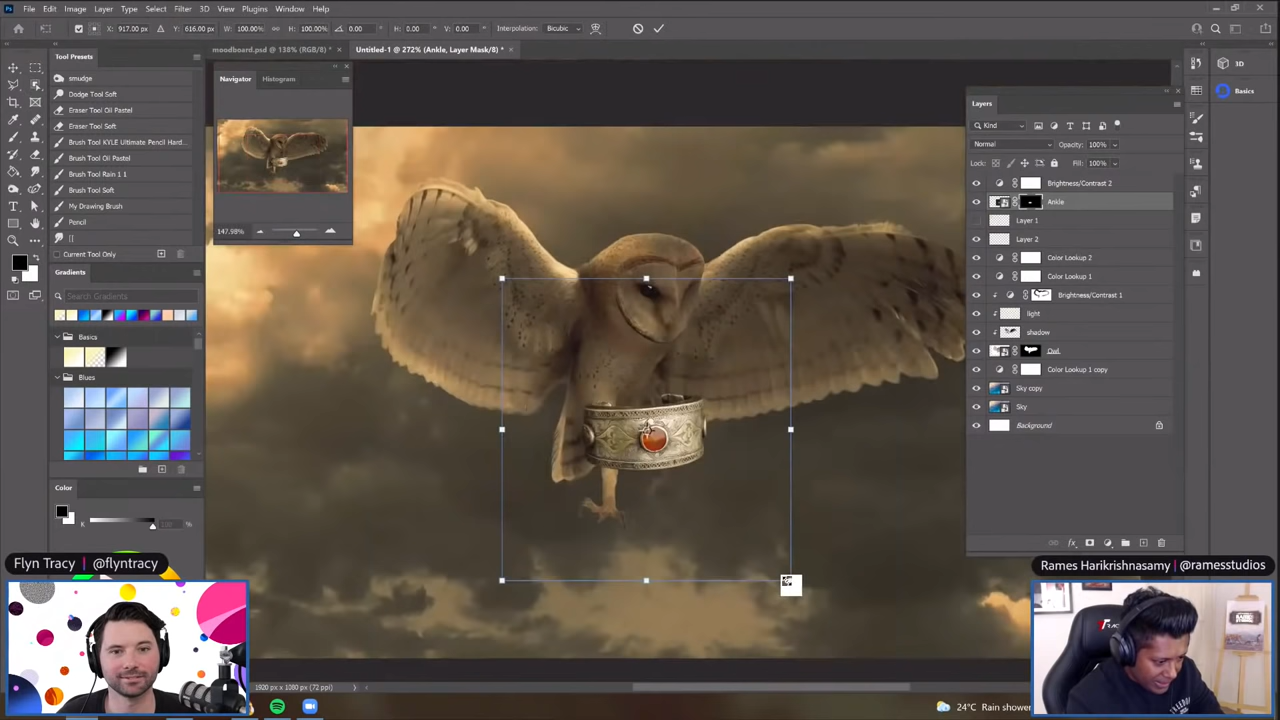 Ps File Edit Image Layer Type Select Filter 3D View Plugins Window Help
X: 917.00 px Y: 616.00 px W: 100.00% H: 100.00% 0.00 H: 0.00 V: 0.00 Interpolation: Bicubic
moodboard.psd @ 138% (RGB/8) * × Untitled-1 @ 272% (Ankle, Layer Mask/8) * ×
Tool Presets
smudge
Dodge Tool Soft
Eraser Tool Oil Pastel
Eraser Tool Soft
Brush Tool KYLE Ultimate Pencil Hard...
Brush Tool Oil Pastel
Brush Tool Rain 1 1
Brush Tool Soft
My Drawing Brush
Pencil
[[
Current Tool Only
Gradients
Search Gradients
Basics
Blues
Color
K 100 %
Navigator Histogram
147.98%
Layers
Kind
Normal Opacity: 100%
Lock: Fill: 100%
Brightness/Contrast 2
Ankle
Layer 1
Layer 2
Color Lookup 2
Color Lookup 1
Brightness/Contrast 1
light
shadow
Owl
Color Lookup 1 copy
Sky copy
Sky
Background
fx
3D
Basics
Flyn Tracy | @flyntracy
Rames Harikrishnasamy | @ramesstudios
1920 px x 1080 px (72 ppi)
24°C Rain showers